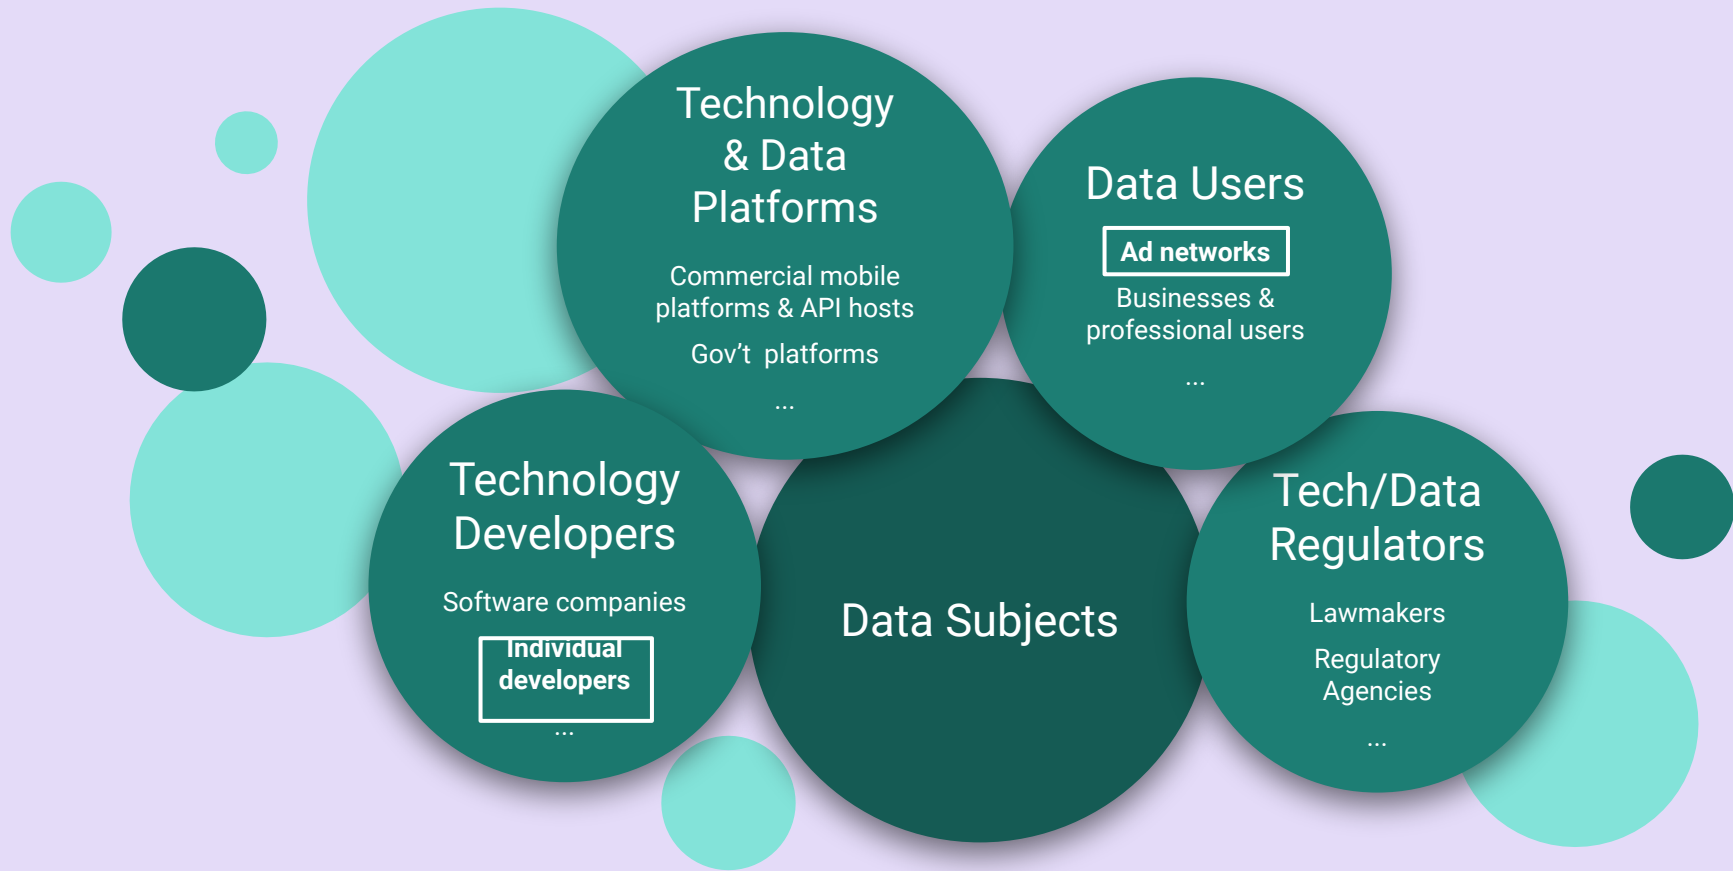 Technology
& Data
Platforms
Commercial mobile
platforms & API hosts
Gov’t platforms
...
Data Users
Ad networks
Businesses &
professional users
...
Technology
Developers
Software companies
Individual
developers
...
Data Subjects
Tech/Data
Regulators
Lawmakers
Regulatory
Agencies
...